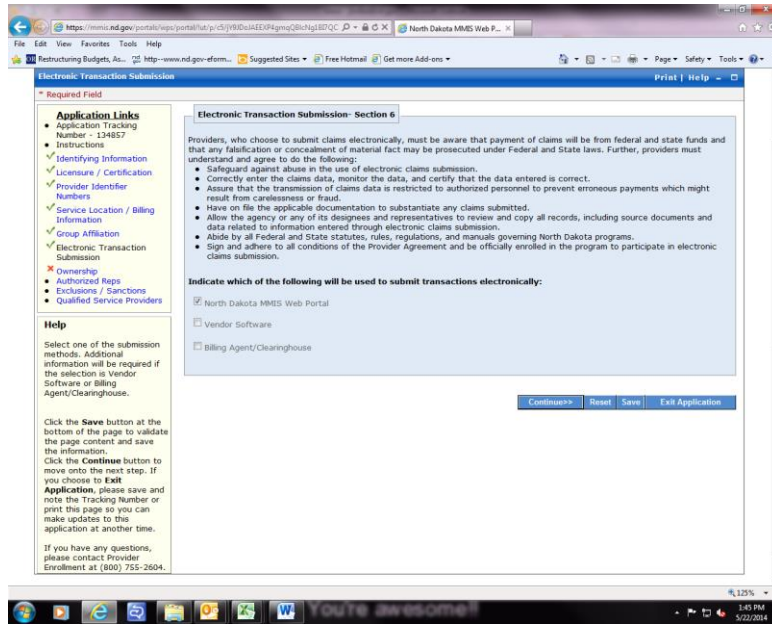 https://mmis.nd.gov/portals/wps/
North Dakota MMIS Web P...
File Edit View Favorites Tools Help
Restructuring Budgets, As...
http--www.nd.gov-eform...
Suggested Sites
Free Hotmail
Get more Add-ons
Page Safety Tools
Electronic Transaction Submission
Print | Help
* Required Field
Application Links
Application Tracking
Number - 134857
Instructions
Identifying Information
Licensure / Certification
Provider Identifier
Numbers
Service Location / Billing
Information
Group Affiliation
Electronic Transaction
Submission
Ownership
Authorized Reps
Exclusions / Sanctions
Qualified Service Providers
Help
Select one of the submission
methods. Additional
information will be required if
the selection is Vendor
Software or Billing
Agent/Clearinghouse.
Click the Save button at the
bottom of the page to validate
the page content and save
the information.
Click the Continue button to
move onto the next step. If
you choose to Exit
Application, please save and
note the Tracking Number or
print this page so you can
make updates to this
application at another time.
If you have any questions,
please contact Provider
Enrollment at (800) 755-2604.
Electronic Transaction Submission- Section 6
Providers, who choose to submit claims electronically, must be aware that payment of claims will be from federal and state funds and
that any falsification or concealment of material fact may be prosecuted under Federal and State laws. Further, providers must
understand and agree to do the following:
Safeguard against abuse in the use of electronic claims submission.
Correctly enter the claims data, monitor the data, and certify that the data entered is correct.
Assure that the transmission of claims data is restricted to authorized personnel to prevent erroneous payments which might
result from carelessness or fraud.
Have on file the applicable documentation to substantiate any claims submitted.
Allow the agency or any of its designees and representatives to review and copy all records, including source documents and
data related to information entered through electronic claims submission.
Abide by all Federal and State statutes, rules, regulations, and manuals governing North Dakota programs.
Sign and adhere to all conditions of the Provider Agreement and be officially enrolled in the program to participate in electronic
claims submission.
Indicate which of the following will be used to submit transactions electronically:
North Dakota MMIS Web Portal
Vendor Software
Billing Agent/Clearinghouse
Continue>> Reset Save Exit Application
125%
You're awesome!!
1:45 PM
5/22/2014